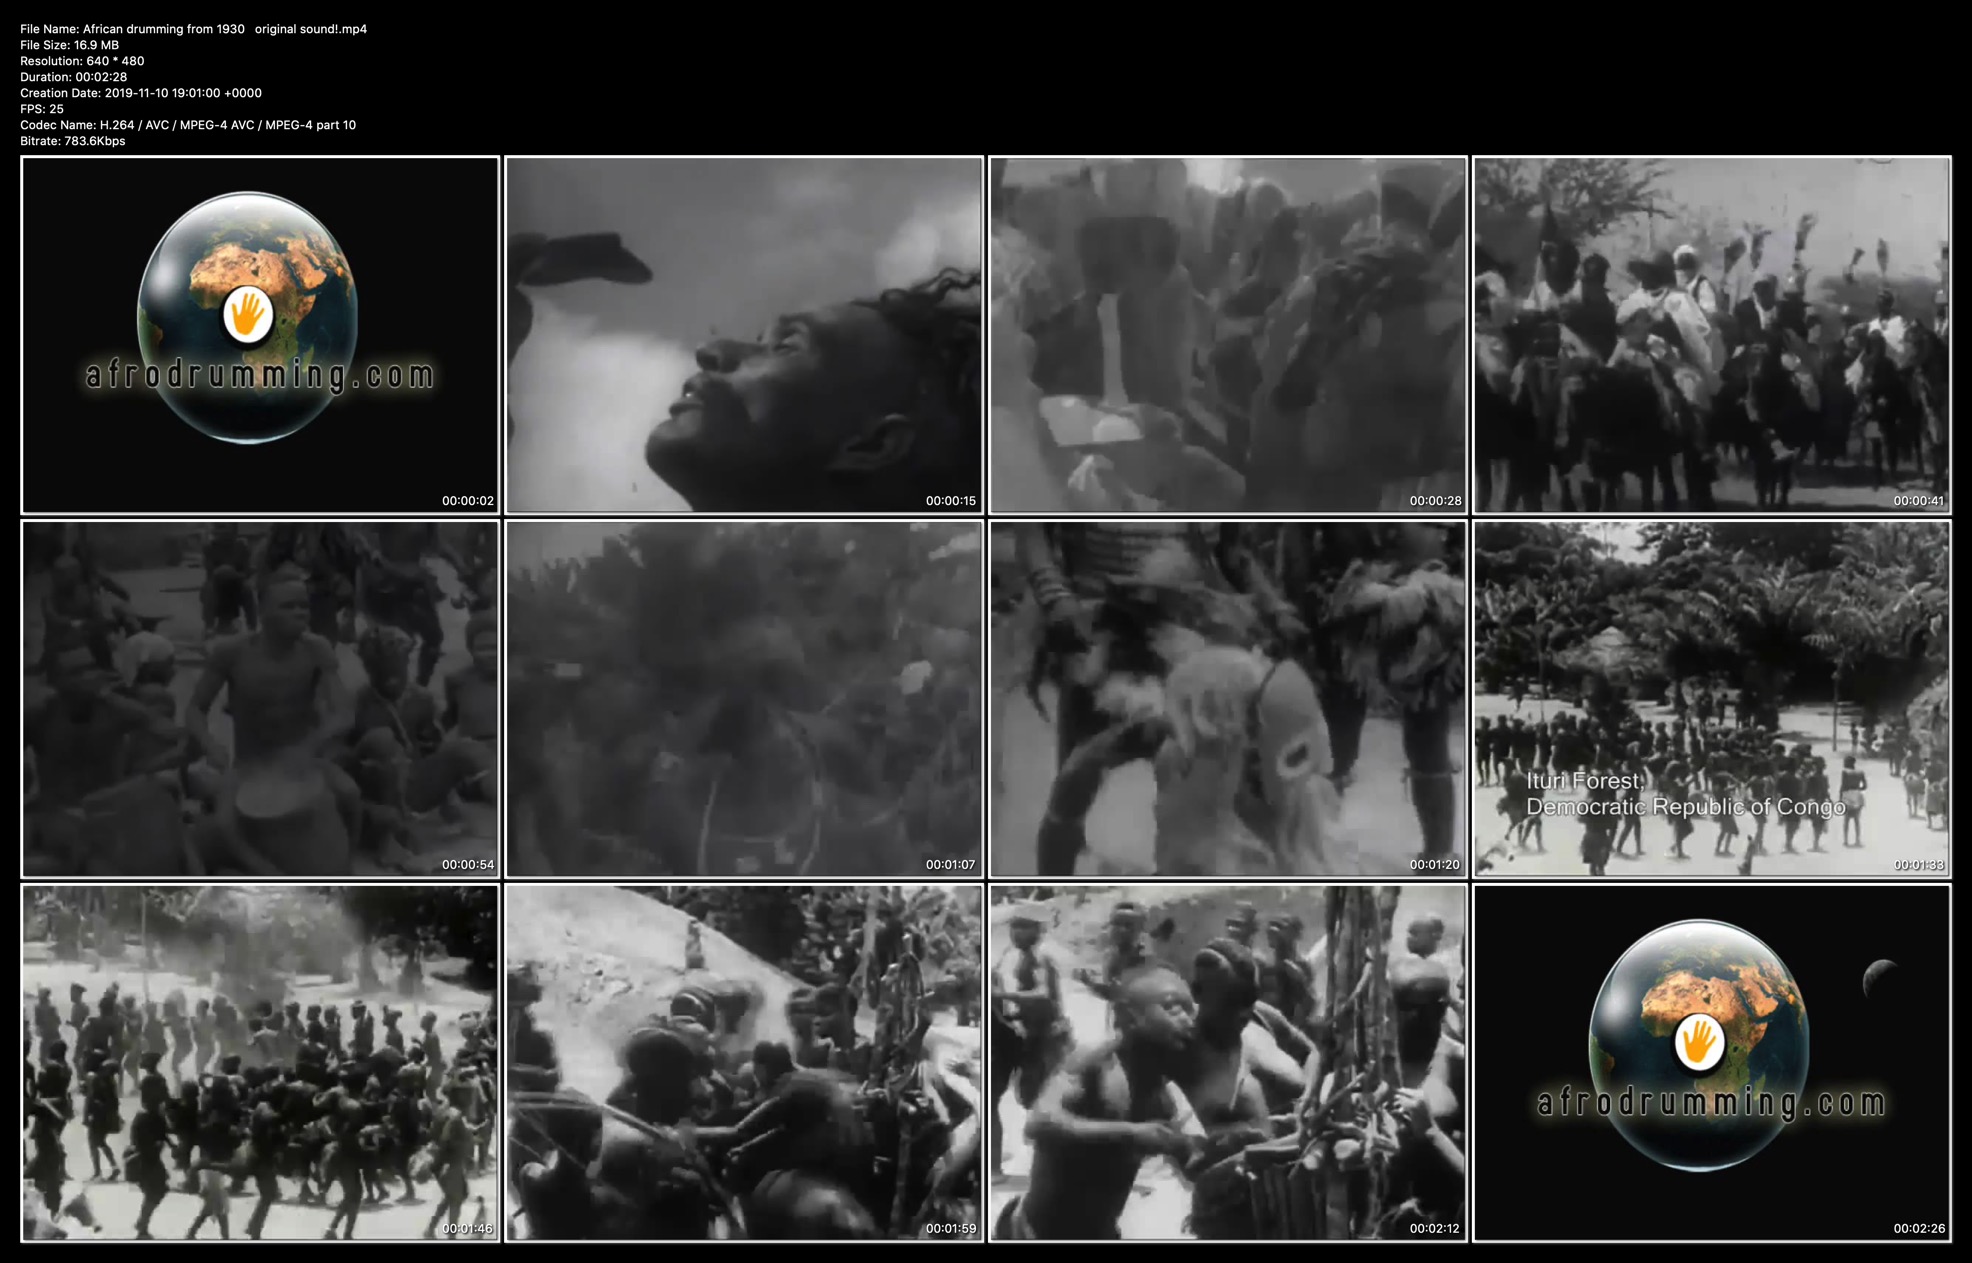 File Name: African drumming from 1930   original sound!.mp4
File Size: 16.9 MB
Resolution: 640 * 480
Duration: 00:02:28
Creation Date: 2019-11-10 19:01:00 +0000
FPS: 25
Codec Name: H.264 / AVC / MPEG-4 AVC / MPEG-4 part 10
Bitrate: 783.6Kbps
afrodrumming.com
00:00:02
00:00:15
00:00:28
00:00:41
00:00:54
00:01:07
00:01:20
Ituri Forest,
Democratic Republic of Congo
00:01:33
00:01:46
00:01:59
00:02:12
afrodrumming.com
00:02:26